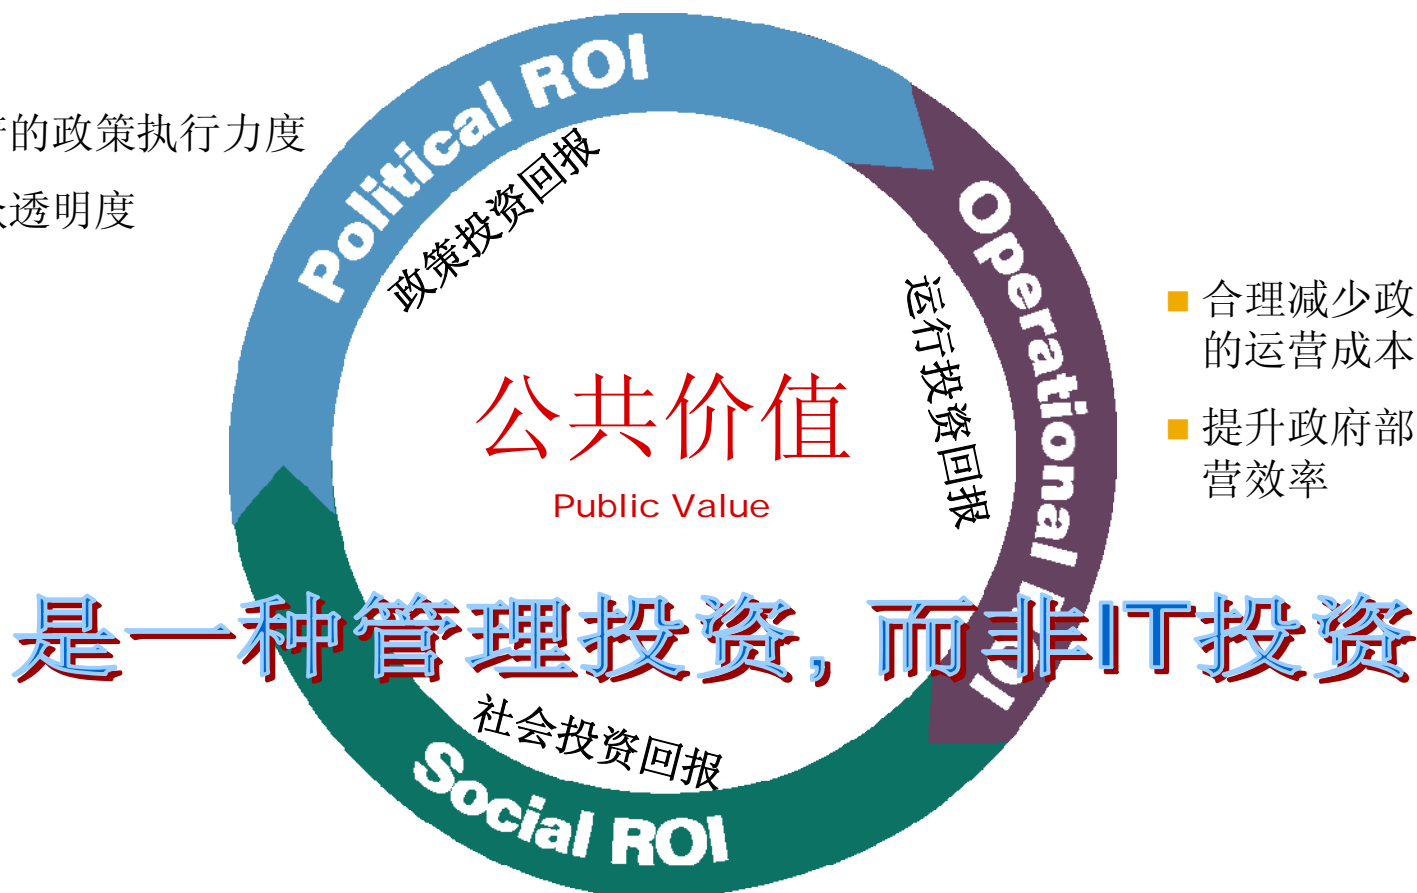 Political ROI
的政策执行力度
政策投资回报
透明度
Operational ROI
运行投资回报
合理减少政
的运营成本
公共价值
提升政府部
营效率
Public Value
是一种管理投资, 而非IT投资
社会投资回报
Social ROI